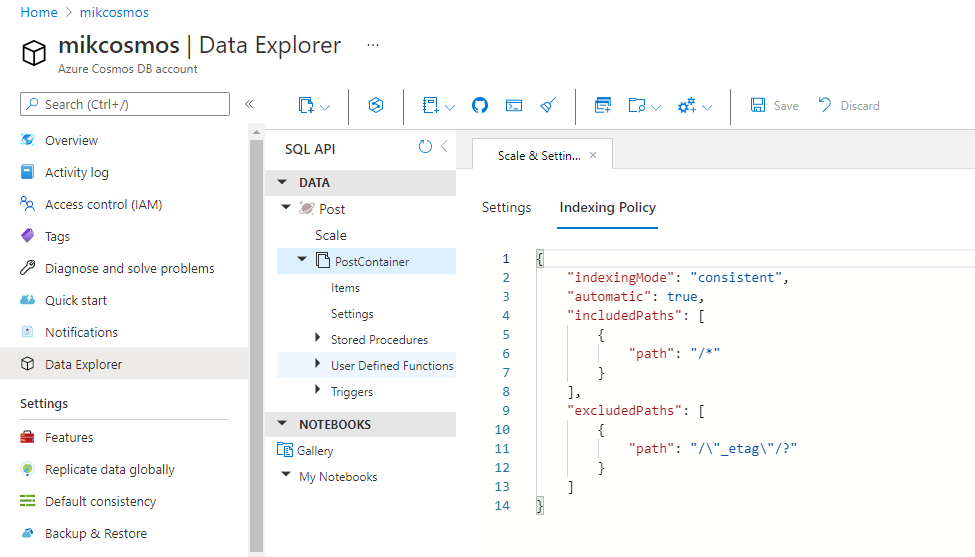 Home > mikcosmos
mikcosmos | Data Explorer ...
Azure Cosmos DB account
Search (Ctrl+/) «
Overview
Activity log
Access control (IAM)
Tags
Diagnose and solve problems
Quick start
Notifications
Data Explorer
Settings
Features
Replicate data globally
Default consistency
Backup & Restore
Save Discard
SQL API
DATA
Post
Scale
PostContainer
Items
Settings
Stored Procedures
User Defined Functions
Triggers
NOTEBOOKS
Gallery
My Notebooks
Scale & Settin... ×
Settings Indexing Policy
1 {
2 "indexingMode": "consistent",
3 "automatic": true,
4 "includedPaths": [
5 {
6 "path": "/*"
7 }
8 ],
9 "excludedPaths": [
10 {
11 "path": "/\"_etag\"/?"
12 }
13 ]
14 }